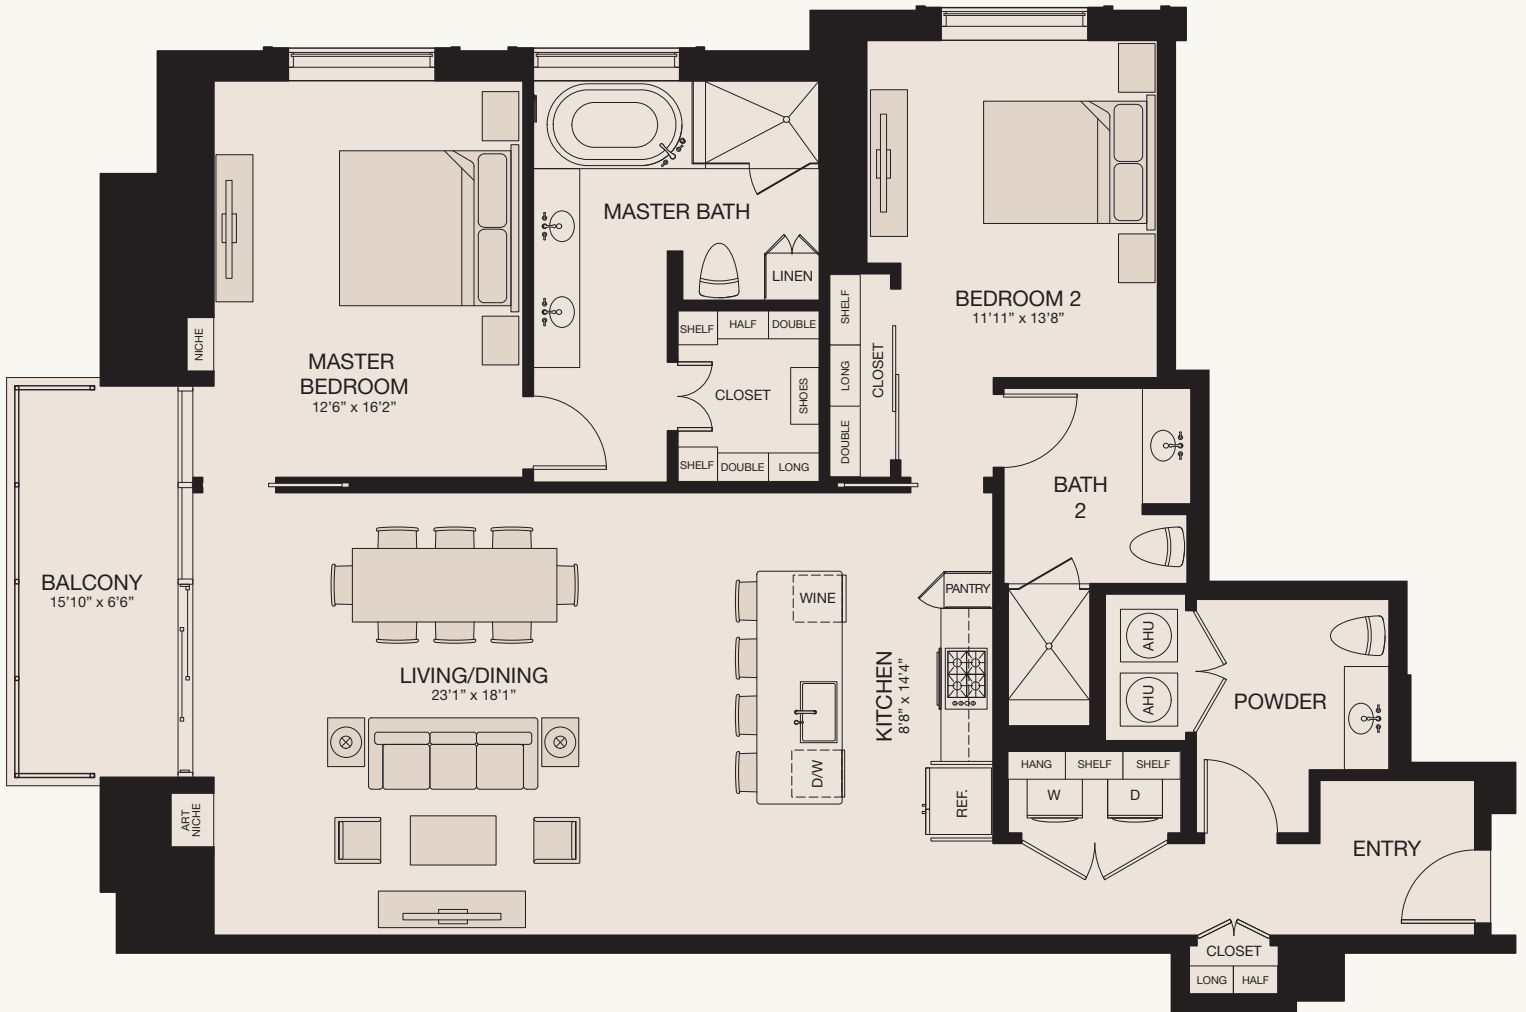 MASTER BATH
LINEN
SHELF
HALF
DOUBLE
CLOSET
SHOES
SHELF
DOUBLE
LONG
NICHE
MASTER
BEDROOM
12’6” x 16’2”
SHELF
LONG
DOUBLE
CLOSET
BEDROOM 2
11’11” x 13’8”
BATH
2
BALCONY
15’10” x 6’6”
LIVING/DINING
23’1” x 18’1”
WINE
D/W
KITCHEN
8’8” x 14’4”
PANTRY
REF.
AHU
AHU
POWDER
HANG
SHELF
SHELF
W
D
ART
NICHE
ENTRY
CLOSET
LONG
HALF